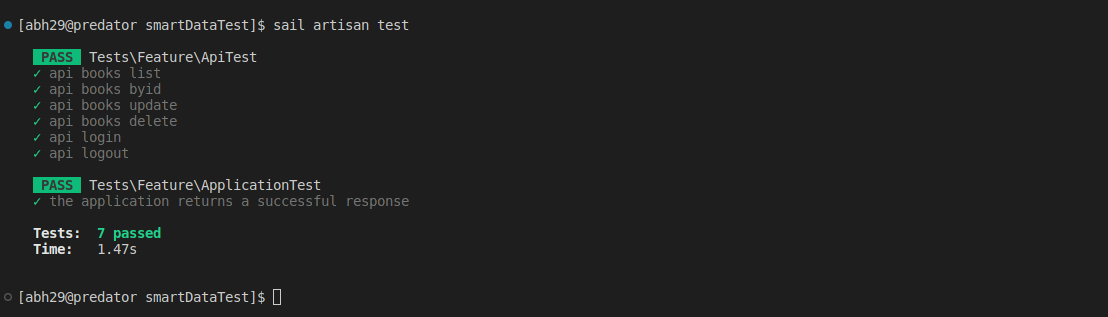 [abh29@predator smartDataTest]$ sail artisan test
PASS Tests\Feature\ApiTest
✓ api books list
✓ api books byid
✓ api books update
✓ api books delete
✓ api login
✓ api logout
PASS Tests\Feature\ApplicationTest
✓ the application returns a successful response
Tests: 7 passed
Time: 1.47s
[abh29@predator smartDataTest]$